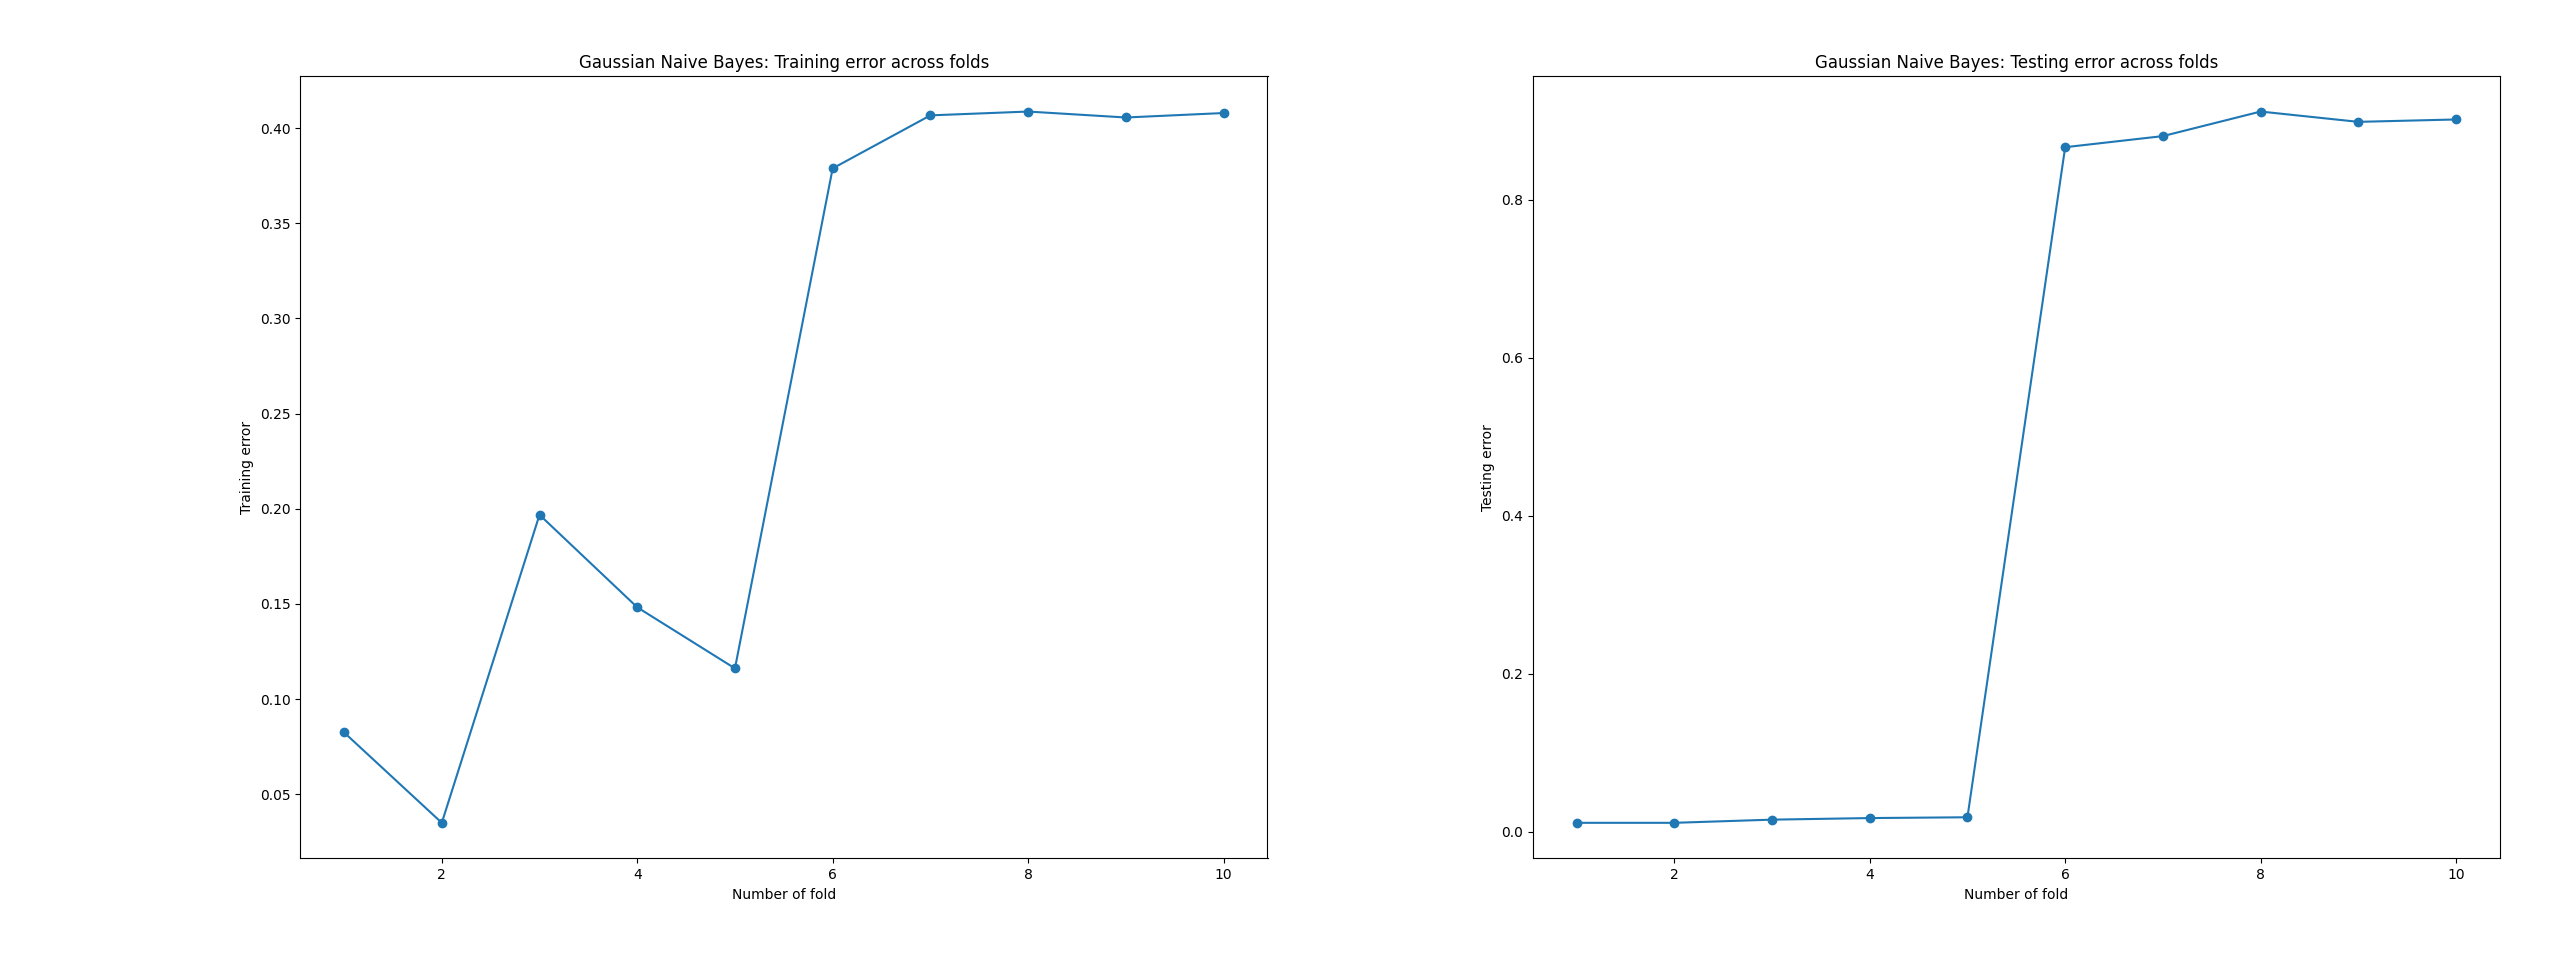 Gaussian Naive Bayes: Training error across folds
0.40
0.35
0.30
0.25
0.20
0.15
0.10
0.05
Training error
2 4 6 8 10
Number of fold
Gaussian Naive Bayes: Testing error across folds
0.8
0.6
0.4
0.2
0.0
Testing error
2 4 6 8 10
Number of fold